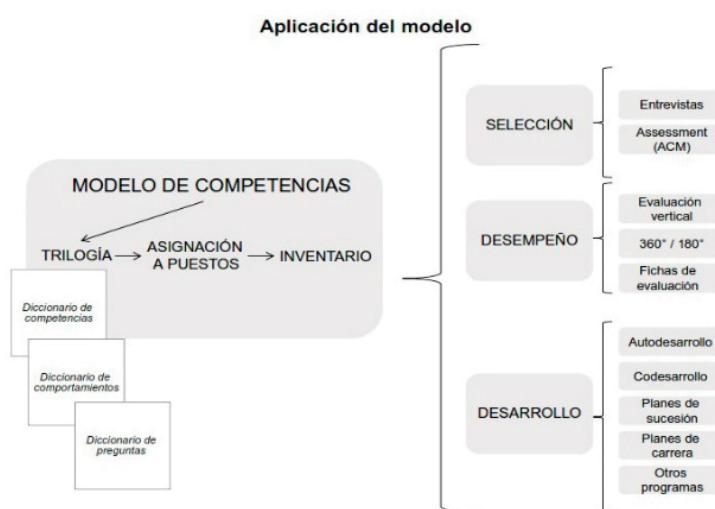 Aplicación del modelo
MODELO DE COMPETENCIAS
TRILOGÍA
ASIGNACIÓN
A PUESTOS
INVENTARIO
Diccionario de
competencias
Diccionario de
comportamientos
Diccionario de
preguntas
SELECCIÓN
Entrevistas
Assessment
(ACM)
DESEMPEÑO
Evaluación
vertical
360° / 180°
Fichas de
evaluación
DESARROLLO
Autodesarrollo
Codesarrollo
Planes de
sucesión
Planes de
carrera
Otros
programas